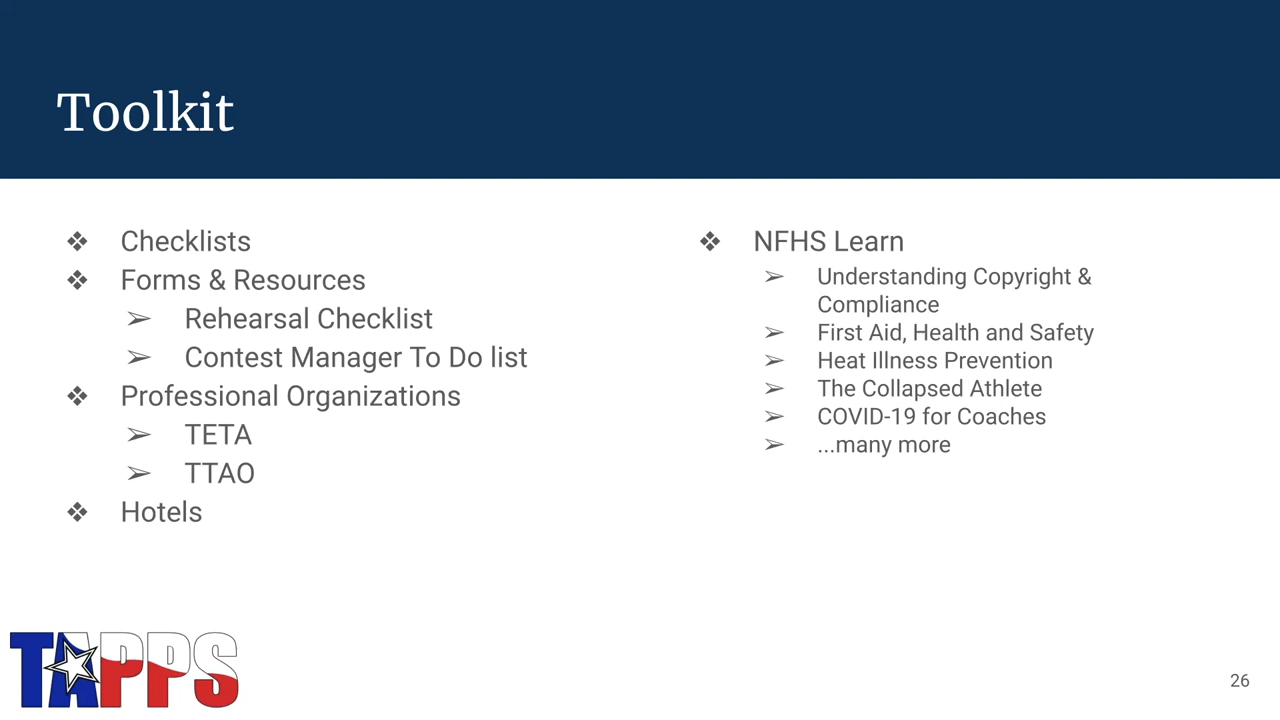 Toolkit
❖ Checklists
❖ Forms & Resources
➢ Rehearsal Checklist
➢ Contest Manager To Do list
❖ Professional Organizations
➢ TETA
➢ TTAO
❖ Hotels
❖ NFHS Learn
➢ Understanding Copyright &
Compliance
➢ First Aid, Health and Safety
➢ Heat Illness Prevention
➢ The Collapsed Athlete
➢ COVID-19 for Coaches
➢ ...many more
TAPPS
26